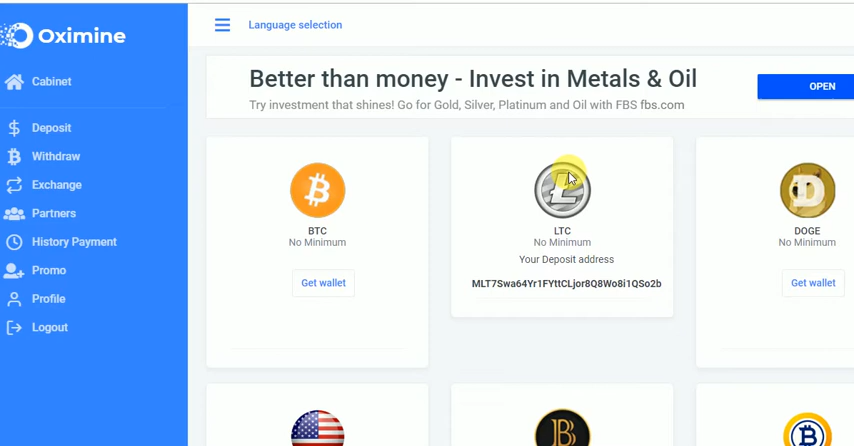 Oximine
Language selection
Cabinet
Deposit
Withdraw
Exchange
Partners
History Payment
Promo
Profile
Logout
Better than money - Invest in Metals & Oil
Try investment that shines! Go for Gold, Silver, Platinum and Oil with FBS fbs.com
OPEN
BTC
No Minimum
Get wallet
LTC
No Minimum
Your Deposit address
MLT7Swa64Yr1FYttCLjor8Q8Wo8i1QSo2b
DOGE
No Minimum
Get wallet